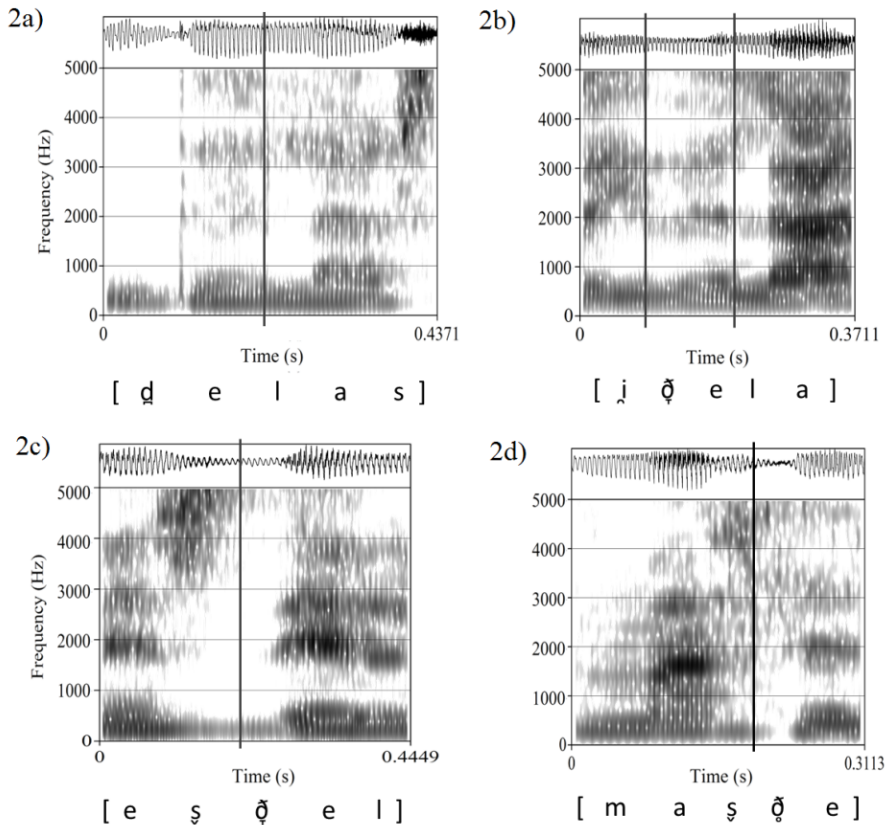 2a)
5000
4000
3000
2000
1000
0
Frequency (Hz)
0 0.4371
Time (s)
[ d̪ e l a s ]
2b)
5000
4000
3000
2000
1000
0
0 0.3711
Time (s)
[ i̯ ð̞ e l a ]
2c)
5000
4000
3000
2000
1000
0
Frequency (Hz)
0 0.4449
Time (s)
[ e s̬ ð̞ e l ]
2d)
5000
4000
3000
2000
1000
0
0 0.3113
Time (s)
[ m a s̬ ð̥ e ]